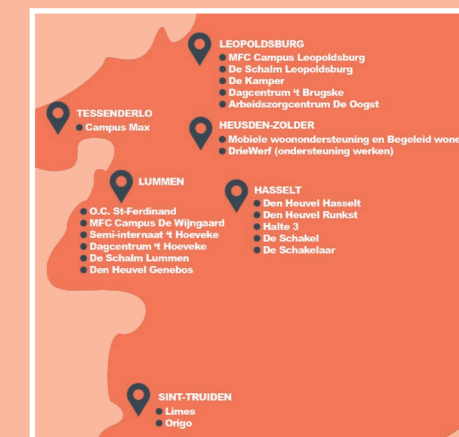 LEOPOLDSBURG
MFC Campus Leopoldsburg
De Schalm Leopoldsburg
De Kamper
Dagcentrum 't Brugske
Arbeidszorgcentrum De Oogst
TESSENDERLO
Campus Max
HEUSDEN-ZOLDER
Mobiele woonondersteuning en Begeleid wone
DrieWerf (ondersteuning werken)
LUMMEN
O.C. St-Ferdinand
MFC Campus De Wijngaard
Semi-internaat 't Hoeveke
Dagcentrum 't Hoeveke
De Schalm Lummen
Den Heuvel Genebos
HASSELT
Den Heuvel Hasselt
Den Heuvel Runkst
Halte 3
De Schakel
De Schakelaar
SINT-TRUIDEN
Limes
Origo